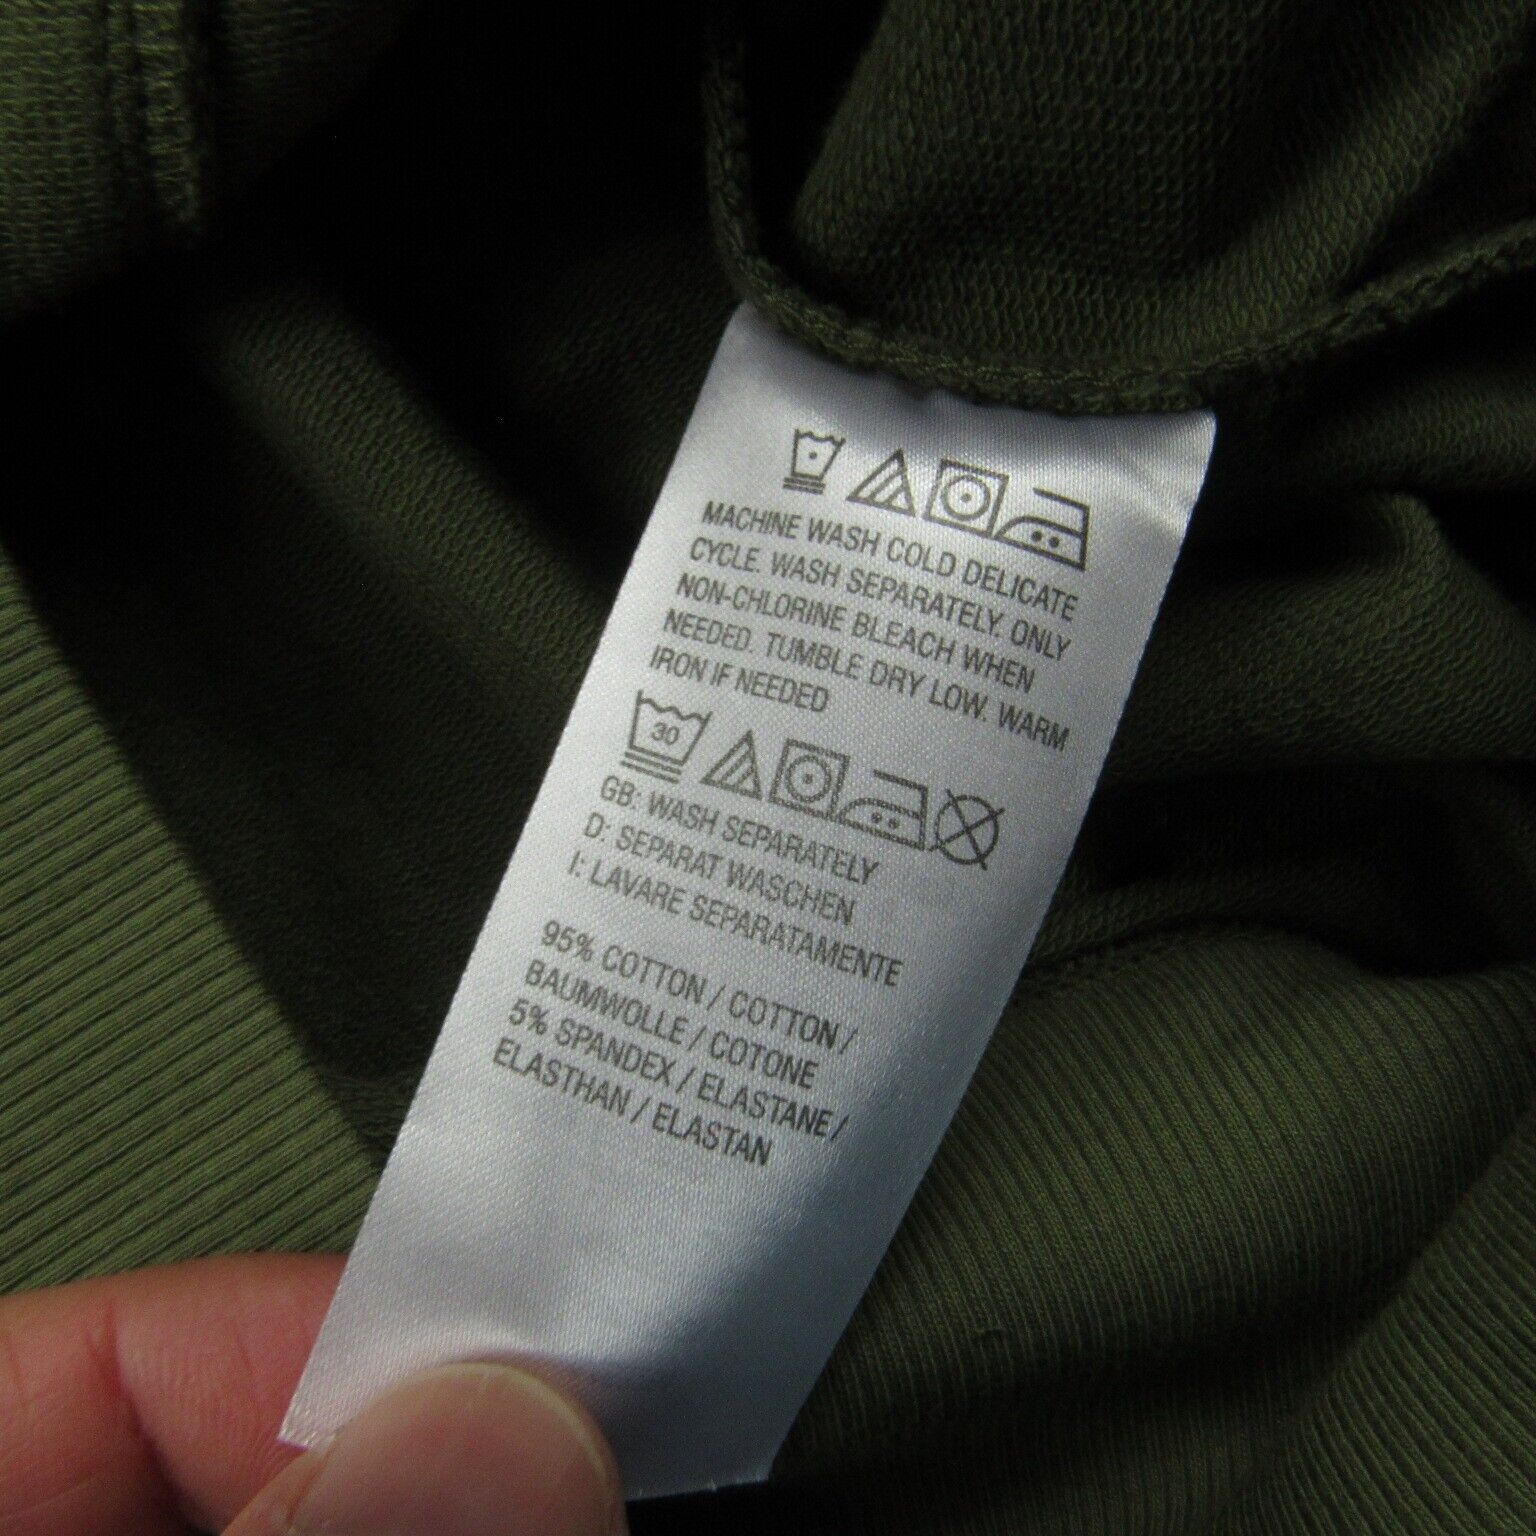 MACHINE WASH COLD DELICATE
CYCLE. WASH SEPARATELY. ONLY
NON-CHLORINE BLEACH WHEN
NEEDED. TUMBLE DRY LOW. WARM
IRON IF NEEDED
30
GB: WASH SEPARATELY
D: SEPARAT WASCHEN
I: LAVARE SEPARATAMENTE
95% COTTON / COTTON /
BAUMWOLLE / COTONE
5% SPANDEX / ELASTANE /
ELASTHAN / ELASTAN